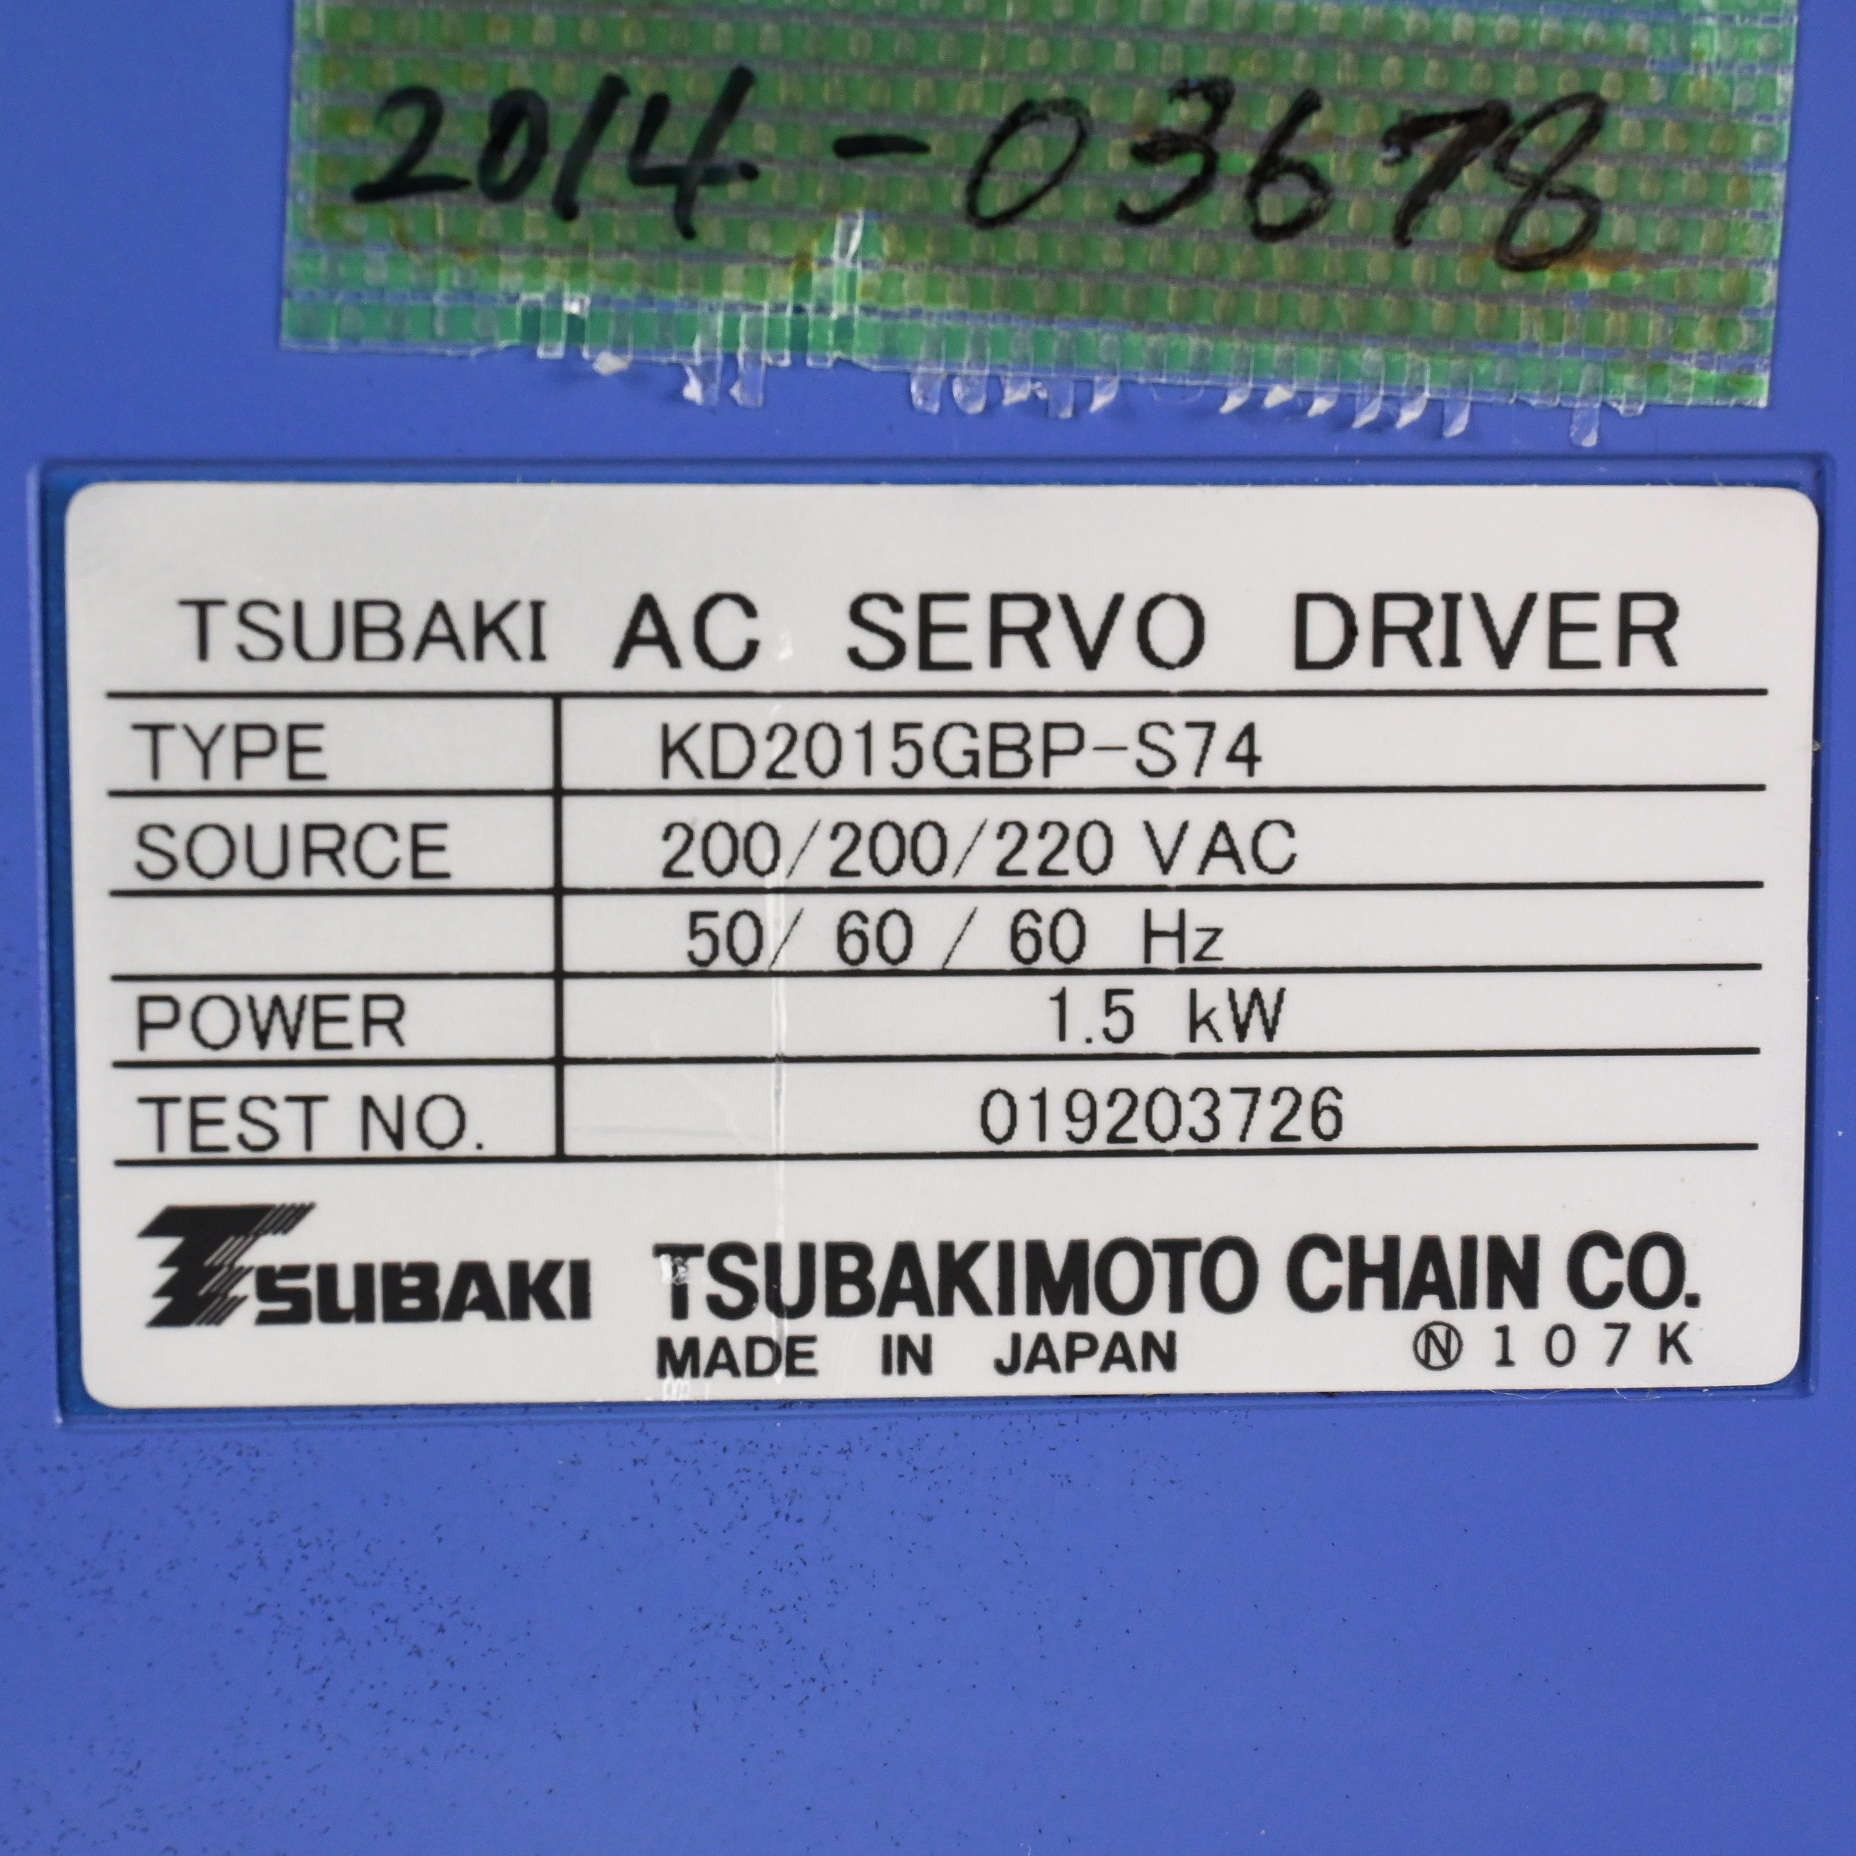 2014-03678
TSUBAKI AC SERVO DRIVER
TYPE KD2015GBP-S74
SOURCE 200/200/220 VAC
50/ 60 / 60 Hz
POWER 1.5 kW
TEST NO. 019203726
TSUBAKI TSUBAKIMOTO CHAIN CO.
MADE IN JAPAN Ⓝ107K